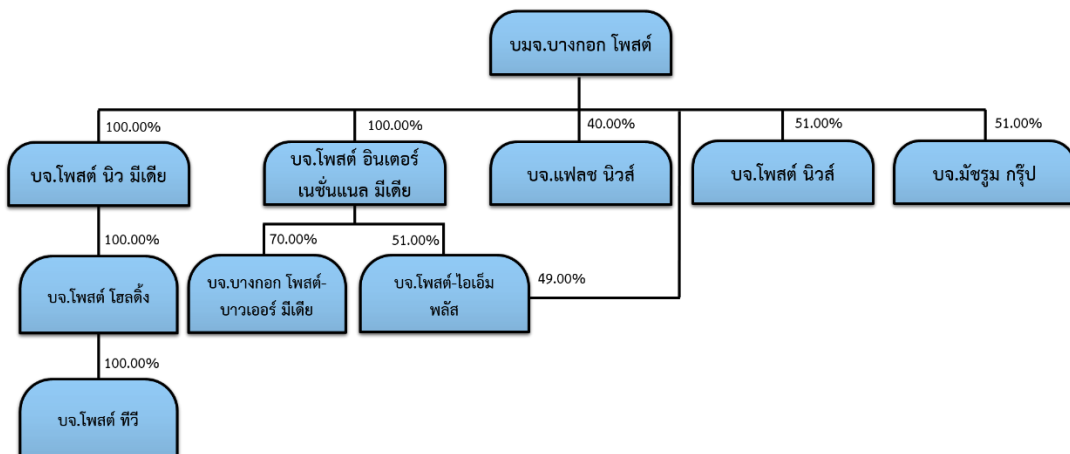 บมจ.บางกอก โพสต์
100.00%
100.00%
40.00%
51.00%
51.00%
บจ.โพสต์ นิว มีเดีย
บจ.โพสต์ อินเตอร์
เนชั่นแนล มีเดีย
บจ.แฟลช นิวส์
บจ.โพสต์ นิวส์
บจ.มัชรูม กรุ๊ป
100.00%
70.00%
51.00%
49.00%
บจ.โพสต์ โฮลดิ้ง
บจ.บางกอก โพสต์-
บาวเออร์ มีเดีย
บจ.โพสต์-ไอเอ็ม
พลัส
100.00%
บจ.โพสต์ ทีวี